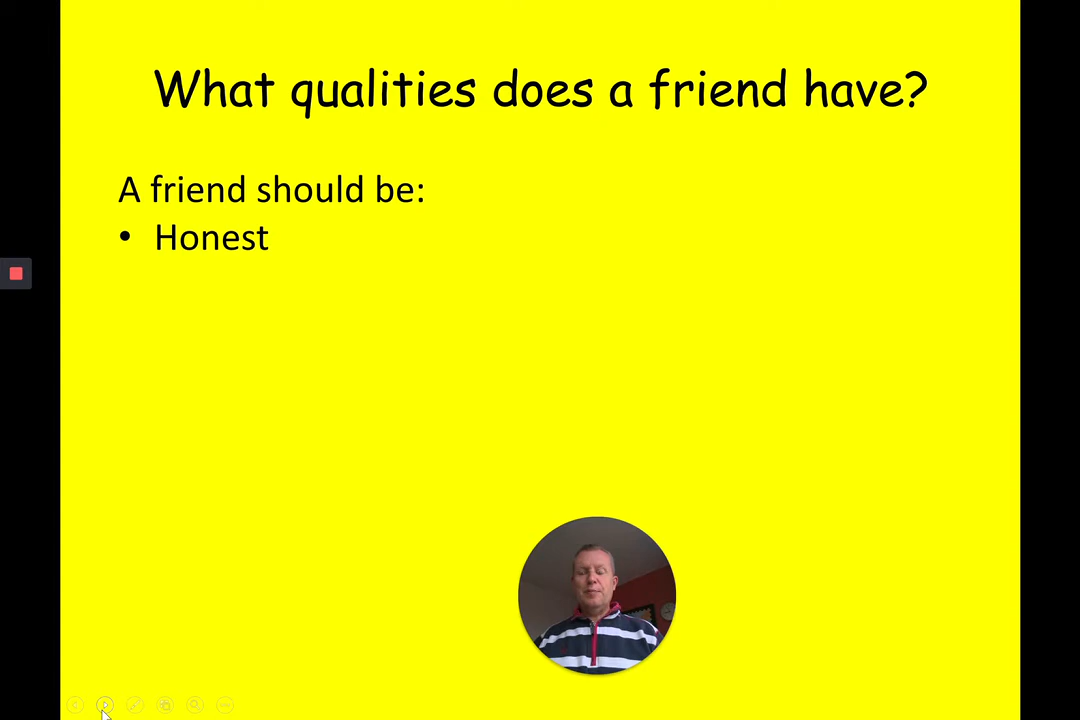 What qualities does a friend have?
A friend should be:
• Honest